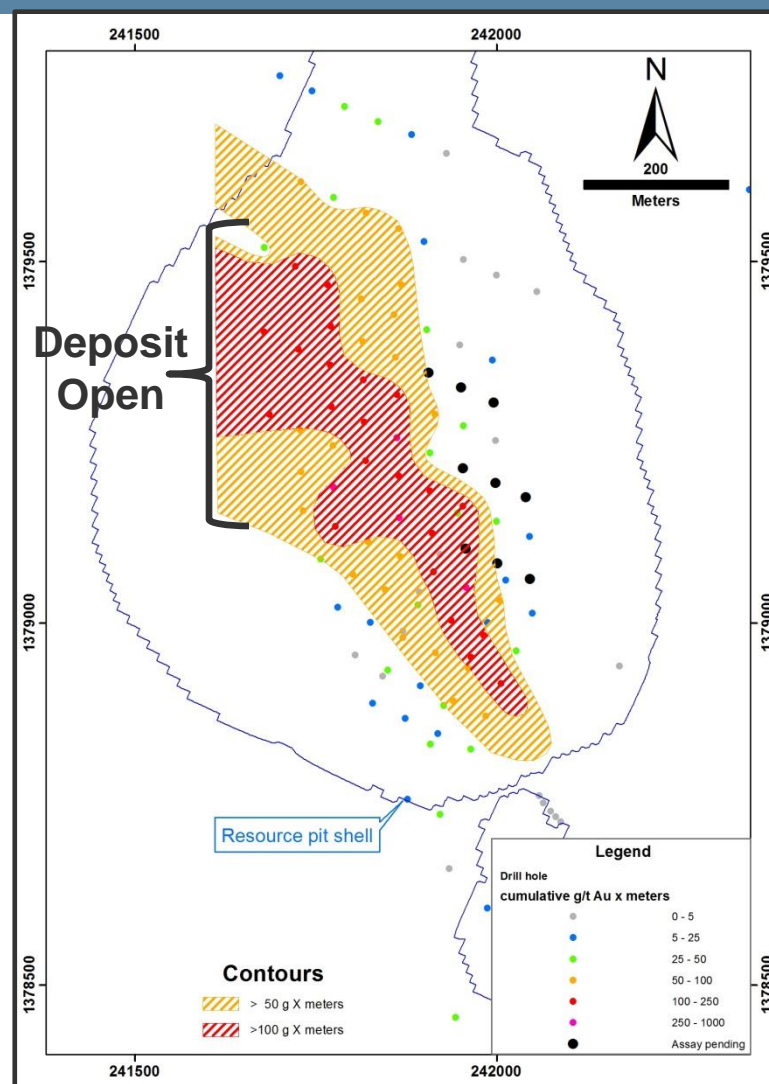 241500
242000
N
200
Meters
1379500
1379500
Deposit
Open
1379000
1379000
Resource pit shell
Legend
Drill hole
cumulative g/t Au x meters
0 - 5
5 - 25
25 - 50
50 - 100
100 - 250
250 - 1000
Assay pending
Contours
> 50 g X meters
>100 g X meters
1378500
1378500
241500
242000